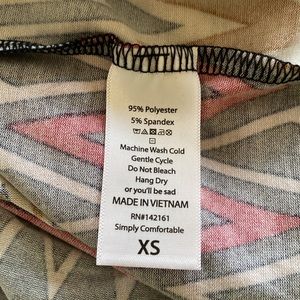 95% Polyester
5% Spandex
Machine Wash Cold
Gentle Cycle
Do Not Bleach
Hang Dry
or you'll be sad
MADE IN VIETNAM
RN#142161
Simply Comfortable
XS